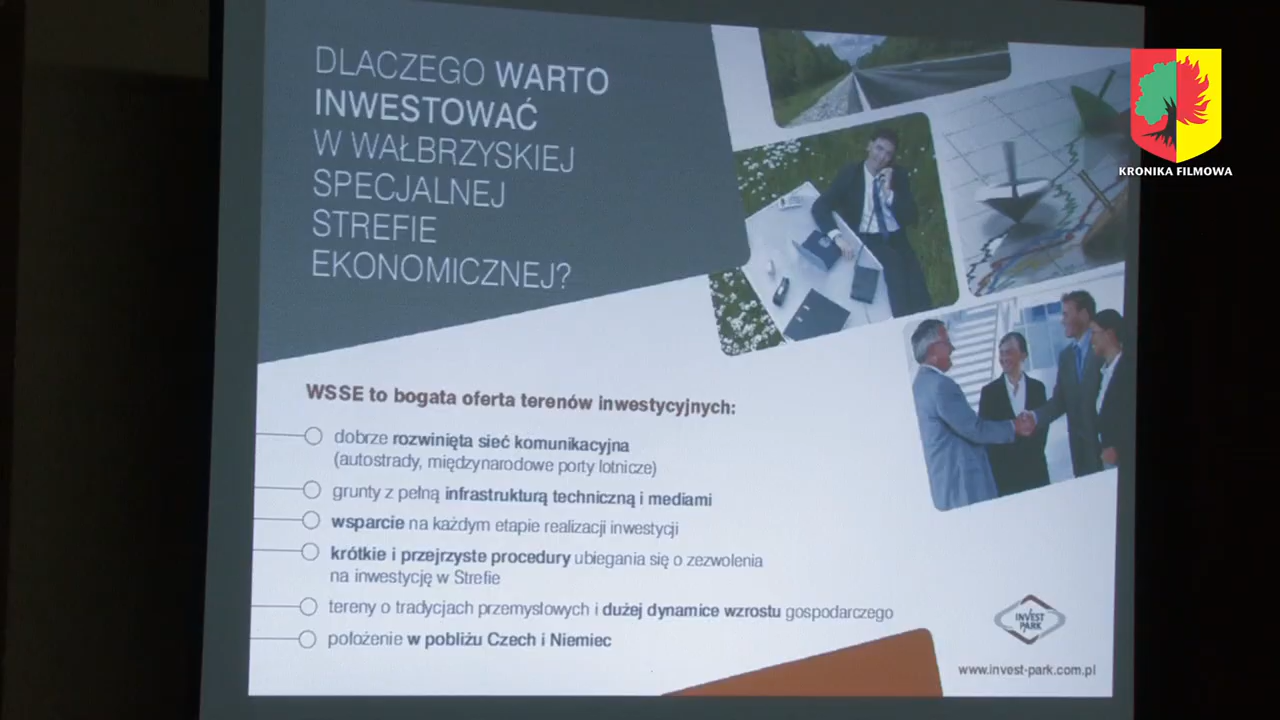 DLACZEGO WARTO
INWESTOWAĆ
W WAŁBRZYSKIEJ
SPECJALNEJ
STREFIE
EKONOMICZNEJ?
KRONIKA FILMOWA
WSSE to bogata oferta terenów inwestycyjnych:
dobrze rozwinięta sieć komunikacyjna
(autostrady, międzynarodowe porty lotnicze)
grunty z pełną infrastrukturą techniczną i mediami
wsparcie na każdym etapie realizacji inwestycji
krótkie i przejrzyste procedury ubiegania się o zezwolenia
na inwestycję w Strefie
tereny o tradycjach przemysłowych i dużej dynamice wzrostu gospodarczego
położenie w pobliżu Czech i Niemiec
INVEST
PARK
www.invest-park.com.pl